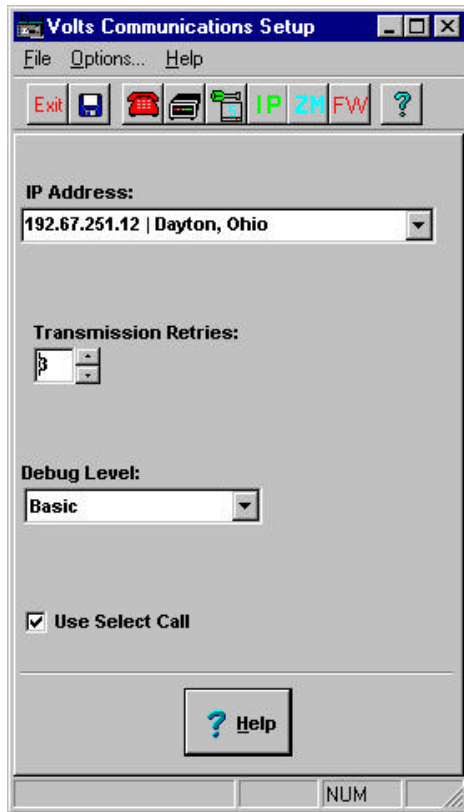 Volts Communications Setup
File Options... Help
Exit IP ZM FW ?
IP Address:
192.67.251.12 | Dayton, Ohio
Transmission Retries:
3
Debug Level:
Basic
Use Select Call
? Help
NUM